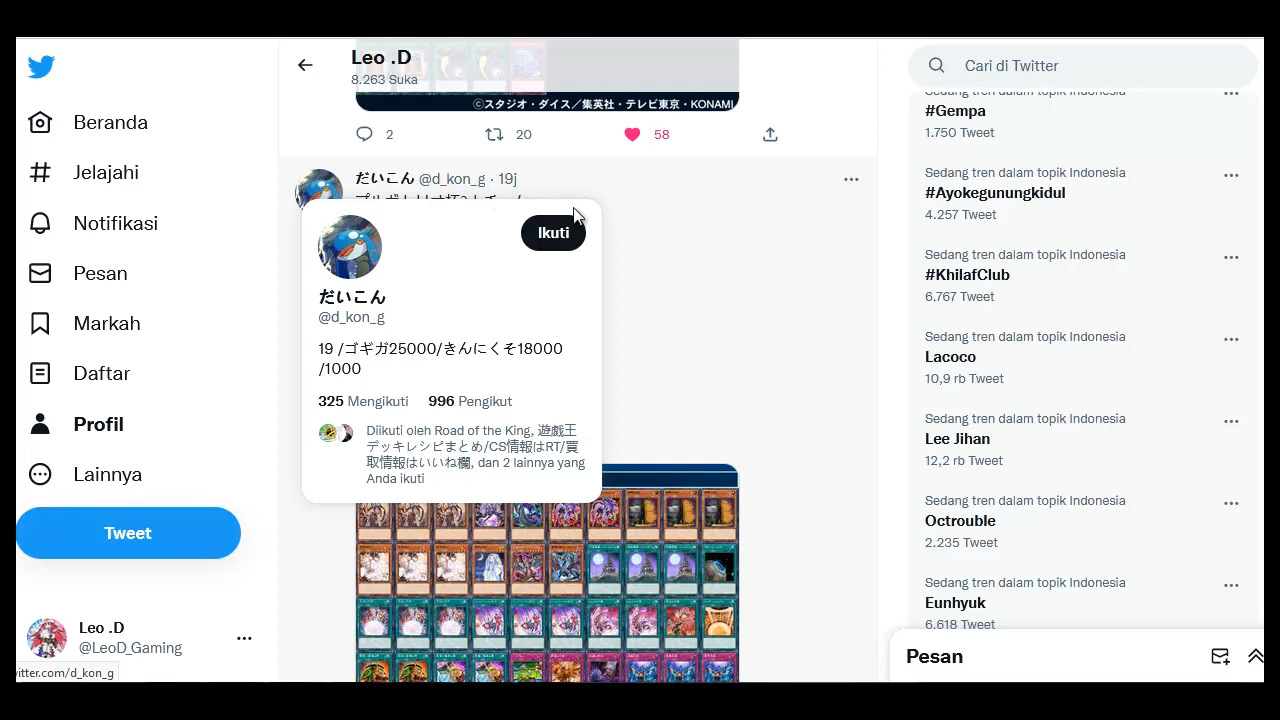 Beranda
Jelajahi
Notifikasi
Pesan
Markah
Daftar
Profil
Lainnya
Tweet
Leo .D
@LeoD_Gaming
witter.com/d_kon_g
Leo .D
8.263 Suka
©スタジオ・ダイス／集英社・テレビ東京・KONAMI
2
20
58
だいこん @d_kon_g · 19j
Ikuti
だいこん
@d_kon_g
19 /ゴギガ25000/きんにくそ18000
/1000
325 Mengikuti 996 Pengikut
Diikuti oleh Road of the King, 遊戯王
デッキレシピまとめ/CS情報はRT/買
取情報はいいね欄, dan 2 lainnya yang
Anda ikuti
Cari di Twitter
Sedang tren dalam topik Indonesia
#Gempa
1.750 Tweet
Sedang tren dalam topik Indonesia
#Ayokegunungkidul
4.257 Tweet
Sedang tren dalam topik Indonesia
#KhilafClub
6.767 Tweet
Sedang tren dalam topik Indonesia
Lacoco
10,9 rb Tweet
Sedang tren dalam topik Indonesia
Lee Jihan
12,2 rb Tweet
Sedang tren dalam topik Indonesia
Octrouble
2.235 Tweet
Sedang tren dalam topik Indonesia
Eunhyuk
6.618 Tweet
Pesan